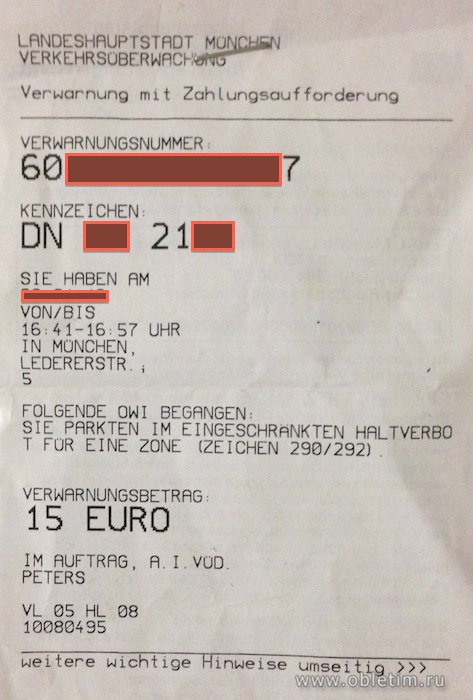 LANDESHAUPTSTADT MÜNCHEN
VERKEHRSÜBERWACHUNG
Verwarnung mit Zahlungsaufforderung
VERWARNUNGSNUMMER:
60 7
KENNZEICHEN:
DN 21
SIE HABEN AM
VON/BIS
16:41-16:57 UHR
IN MÜNCHEN,
LEDERERSTR.,
5
FOLGENDE OWI BEGANGEN:
SIE PARKTEN IM EINGESCHRÄNKTEN HALTVERBO
T FÜR EINE ZONE (ZEICHEN 290/292).
VERWARNUNGSBETRAG:
15 EURO
IM AUFTRAG, A.I.VÜD.
PETERS
VL 05 HL 08
10080495
weitere wichtige Hinweise umseitig >>>
www.obletim.ru